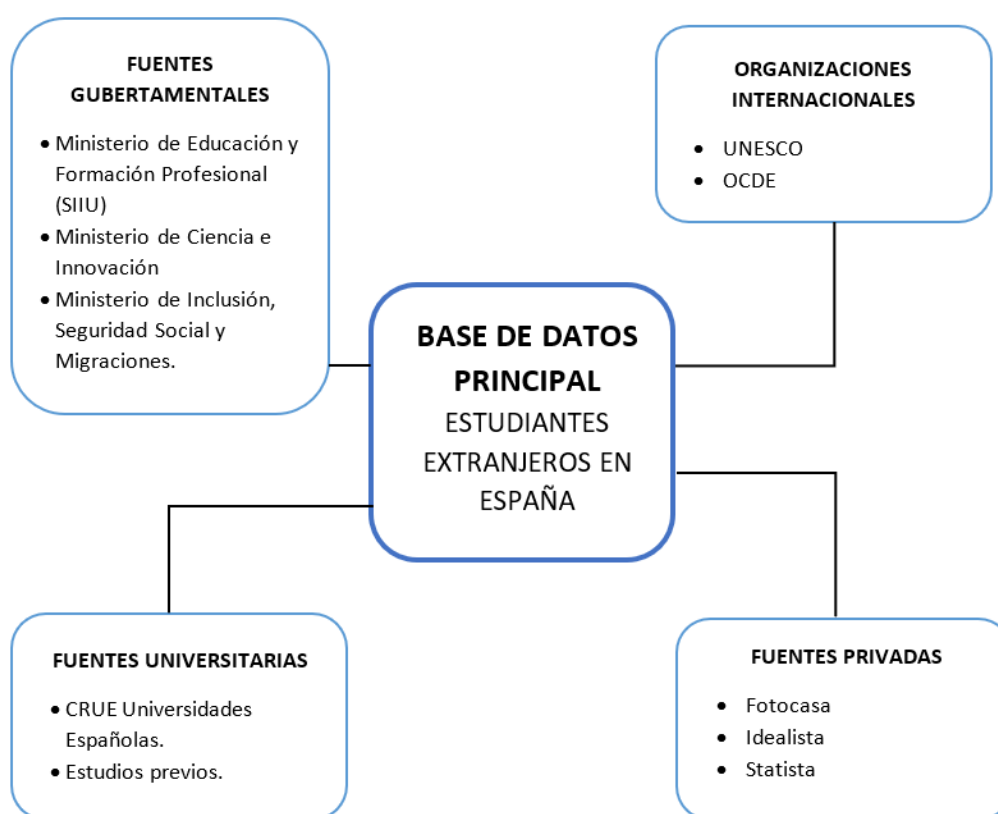 FUENTES
GUBERTAMENTALES
• Ministerio de Educación y
Formación Profesional
(SIIU)
• Ministerio de Ciencia e
Innovación
• Ministerio de Inclusión,
Seguridad Social y
Migraciones.
ORGANIZACIONES
INTERNACIONALES
• UNESCO
• OCDE
BASE DE DATOS
PRINCIPAL
ESTUDIANTES
EXTRANJEROS EN
ESPAÑA
FUENTES UNIVERSITARIAS
• CRUE Universidades
Españolas.
• Estudios previos.
FUENTES PRIVADAS
• Fotocasa
• Idealista
• Statista